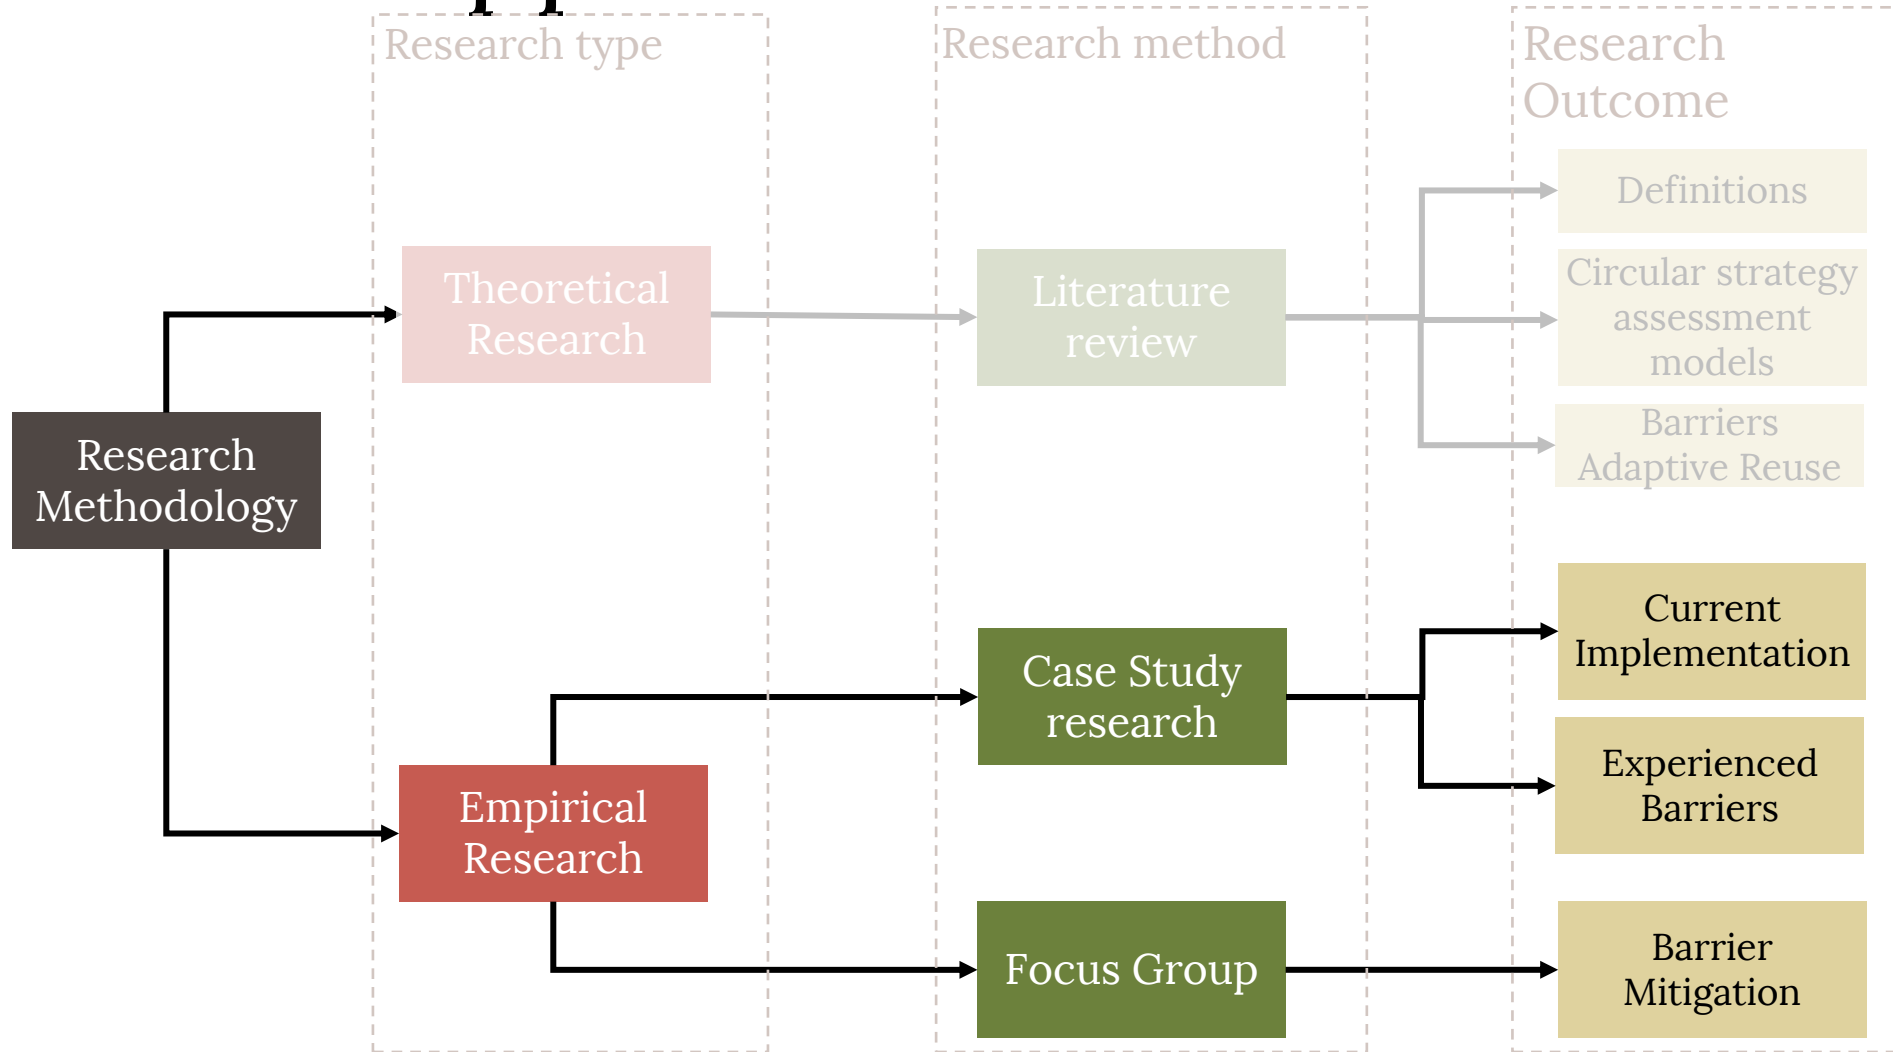 Research type
Research method
Research
Outcome
Definitions
Theoretical
Research
Literature
review
Circular strategy
assessment
models
Barriers
Adaptive Reuse
Research
Methodology
Current
Implementation
Case Study
research
Experienced
Barriers
Empirical
Research
Focus Group
Barrier
Mitigation